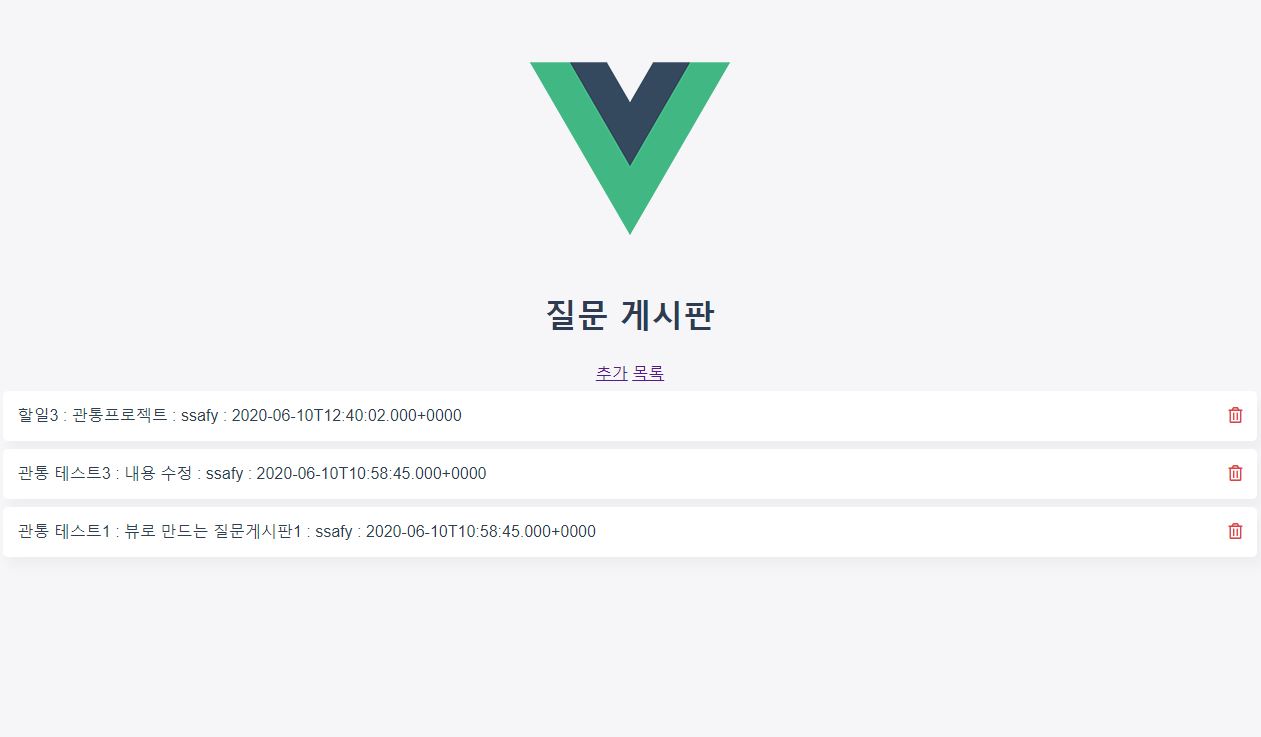 질문 게시판
추가 목록
할일3 : 관통프로젝트 : ssafy : 2020-06-10T12:40:02.000+0000
관통 테스트3 : 내용 수정 : ssafy : 2020-06-10T10:58:45.000+0000
관통 테스트1 : 뷰로 만드는 질문게시판1 : ssafy : 2020-06-10T10:58:45.000+0000